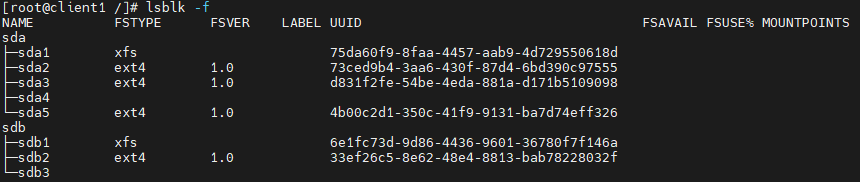 [root@client1 /]# lsblk -f
NAME FSTYPE FSVER LABEL UUID FSAVAIL FSUSE% MOUNTPOINTS
sda
├─sda1 xfs 75da60f9-8faa-4457-aab9-4d729550618d
├─sda2 ext4 1.0 73ced9b4-3aa6-430f-87d4-6bd390c97555
├─sda3 ext4 1.0 d831f2fe-54be-4eda-881a-d171b5109098
├─sda4
└─sda5 ext4 1.0 4b00c2d1-350c-41f9-9131-ba7d74eff326
sdb
├─sdb1 xfs 6e1fc73d-9d86-4436-9601-36780f7f146a
├─sdb2 ext4 1.0 33ef26c5-8e62-48e4-8813-bab78228032f
└─sdb3